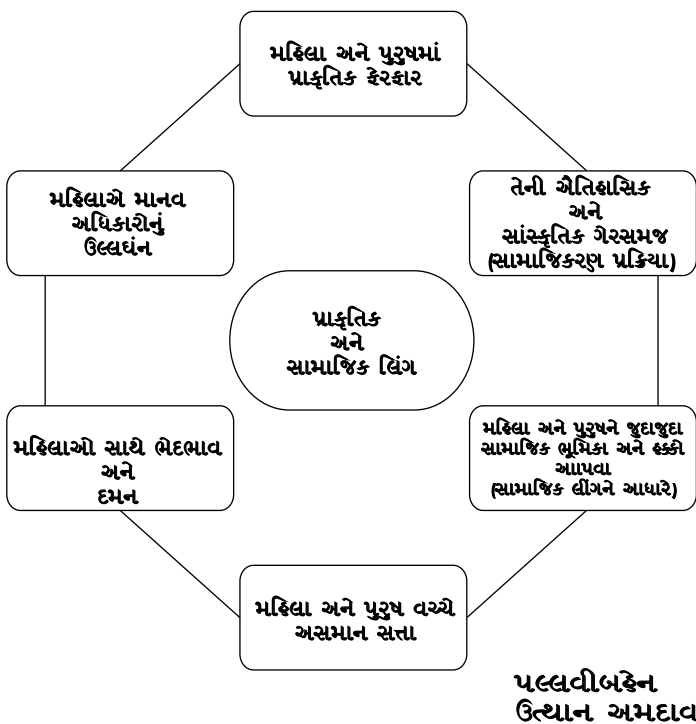 મહિલા અને પુરુષમાં
પ્રાકૃતિક ફેરફાર
તેની ઐતિહાસિક
અને
સાંસ્કૃતિક ગેરસમજ
(સામાજિકરણ પ્રક્રિયા)
મહિલા અને પુરુષને જુદાજુદા
સામાજિક ભૂમિકા અને હક્કો
આાપવા
(સામાજિક લીંગને આધારે)
મહિલા અને પુરુષ વચ્ચે
અસમાન સત્તા
મહિલાઓ સાથે ભેદભાવ
અને
દમન
મહિલાએ માનવ
અધિકારોનું
ઉલ્લઘંન
પ્રાકૃતિક
અને
સામાજિક લિંગ
પલ્લવીબહેન
ઉત્થાન અમદાવ